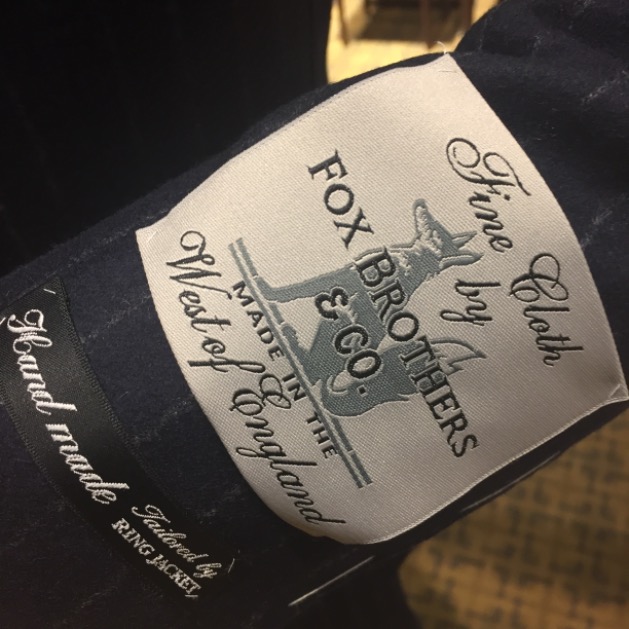 Fine Cloth
by
FOX BROTHERS
& CO.
MADE IN THE
West of England
Hand made
Tailored by
RING JACKET